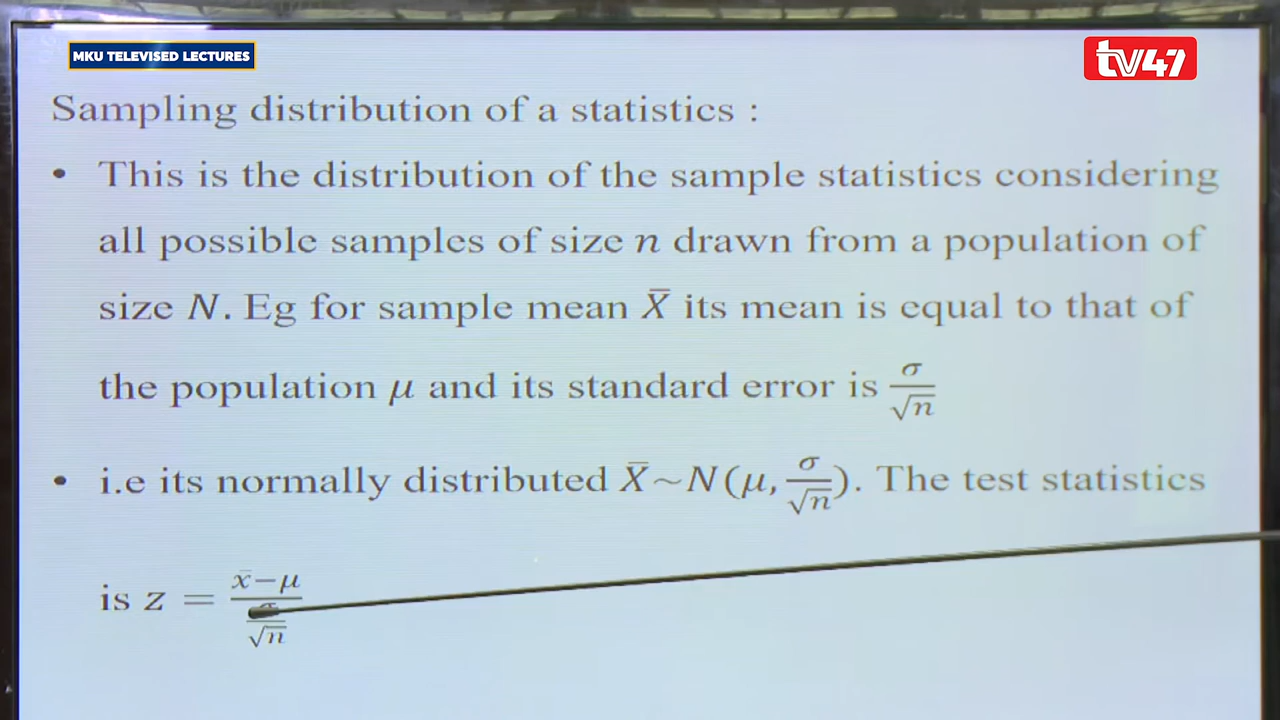 MKU TELEVISED LECTURES
tv47
Sampling distribution of a statistics :
• This is the distribution of the sample statistics considering
all possible samples of size n drawn from a population of
size N. Eg for sample mean X̅ its mean is equal to that of
the population μ and its standard error is σ/√n
• i.e its normally distributed X̅~N(μ, σ/√n). The test statistics
is z = (x̅−μ)/(σ/√n)